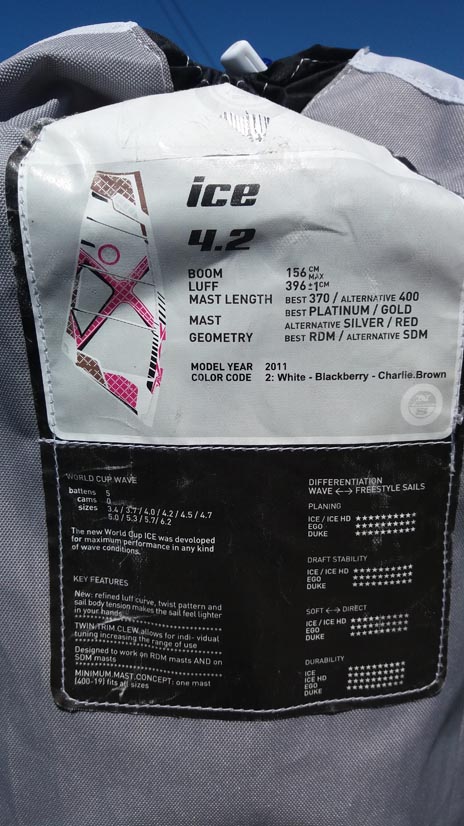 ice
4.2
BOOM 156 CM MAX
LUFF 396 ±1CM
MAST LENGTH BEST 370 / ALTERNATIVE 400
MAST BEST PLATINUM / GOLD
ALTERNATIVE SILVER / RED
GEOMETRY BEST RDM / ALTERNATIVE SDM
MODEL YEAR 2011
COLOR CODE 2: White - Blackberry - Charlie.Brown
WORLD CUP WAVE
battens 5
cams 0
sizes 3.4 / 3.7 / 4.0 / 4.2 / 4.5 / 4.7
5.0 / 5.3 / 5.7 / 6.2
The new World Cup ICE was developed
for maximum performance in any kind
of wave conditions.
KEY FEATURES
New: refined luff curve, twist pattern and
sail body tension makes the sail feel lighter
in your hands
TWIN.TRIM.CLEW allows for indi- vidual
tuning increasing the range of use
Designed to work on RDM masts AND on
SDM masts
MINIMUM.MAST.CONCEPT: one mast
(400-19) fits all sizes
DIFFERENTIATION
WAVE <--> FREESTYLE SAILS
PLANING
ICE / ICE HD
EGO
DUKE
DRAFT STABILITY
ICE / ICE HD
EGO
DUKE
SOFT <--> DIRECT
ICE / ICE HD
EGO
DUKE
DURABILITY
ICE
ICE HD
EGO
DUKE